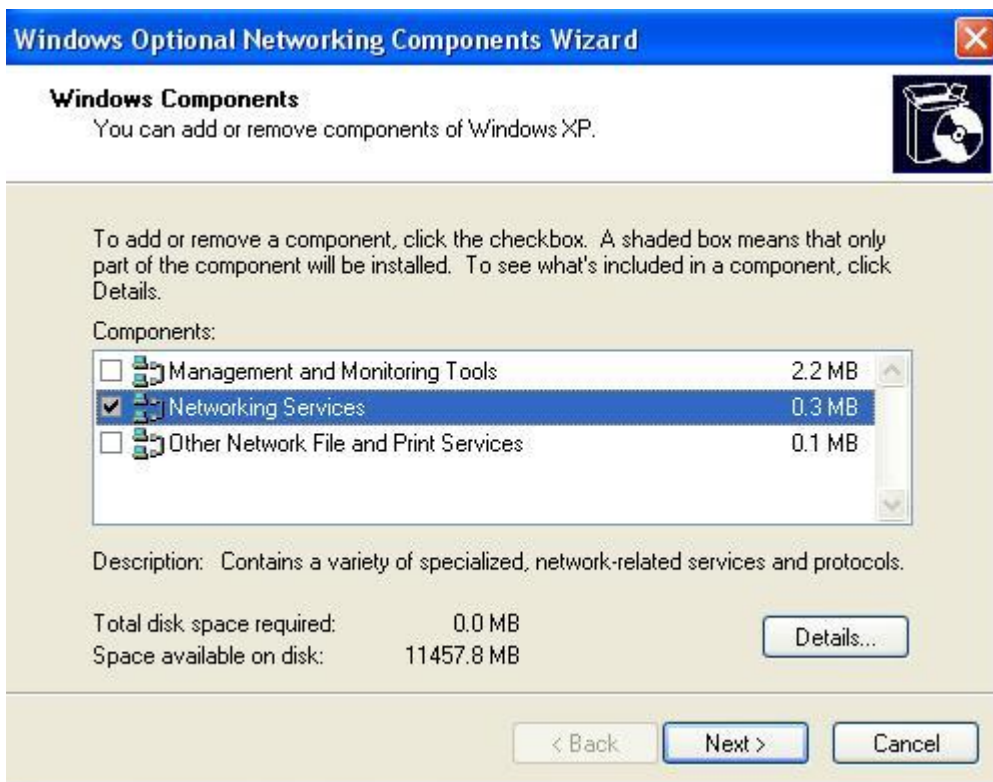 Windows Optional Networking Components Wizard
Windows Components
You can add or remove components of Windows XP.
To add or remove a component, click the checkbox. A shaded box means that only
part of the component will be installed. To see what's included in a component, click
Details.
Components:
Management and Monitoring Tools 2.2 MB
Networking Services 0.3 MB
Other Network File and Print Services 0.1 MB
Description: Contains a variety of specialized, network-related services and protocols.
Total disk space required: 0.0 MB
Space available on disk: 11457.8 MB
Details...
< Back Next > Cancel